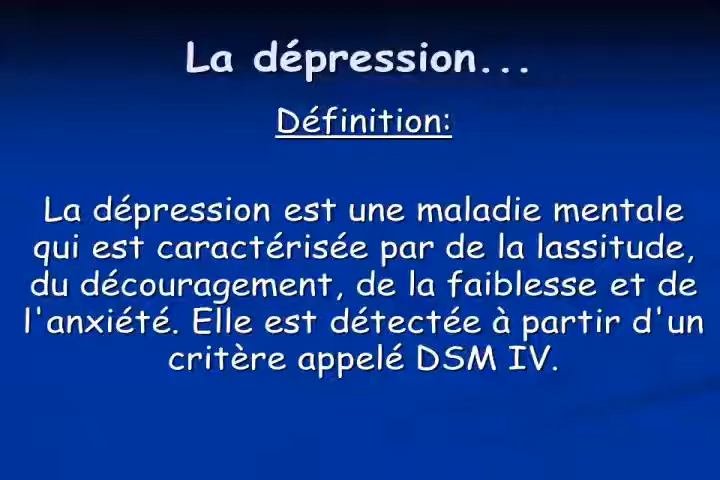 La dépression...
Définition:
La dépression est une maladie mentale
qui est caractérisée par de la lassitude,
du découragement, de la faiblesse et de
l'anxiété. Elle est détectée à partir d'un
critère appelé DSM IV.